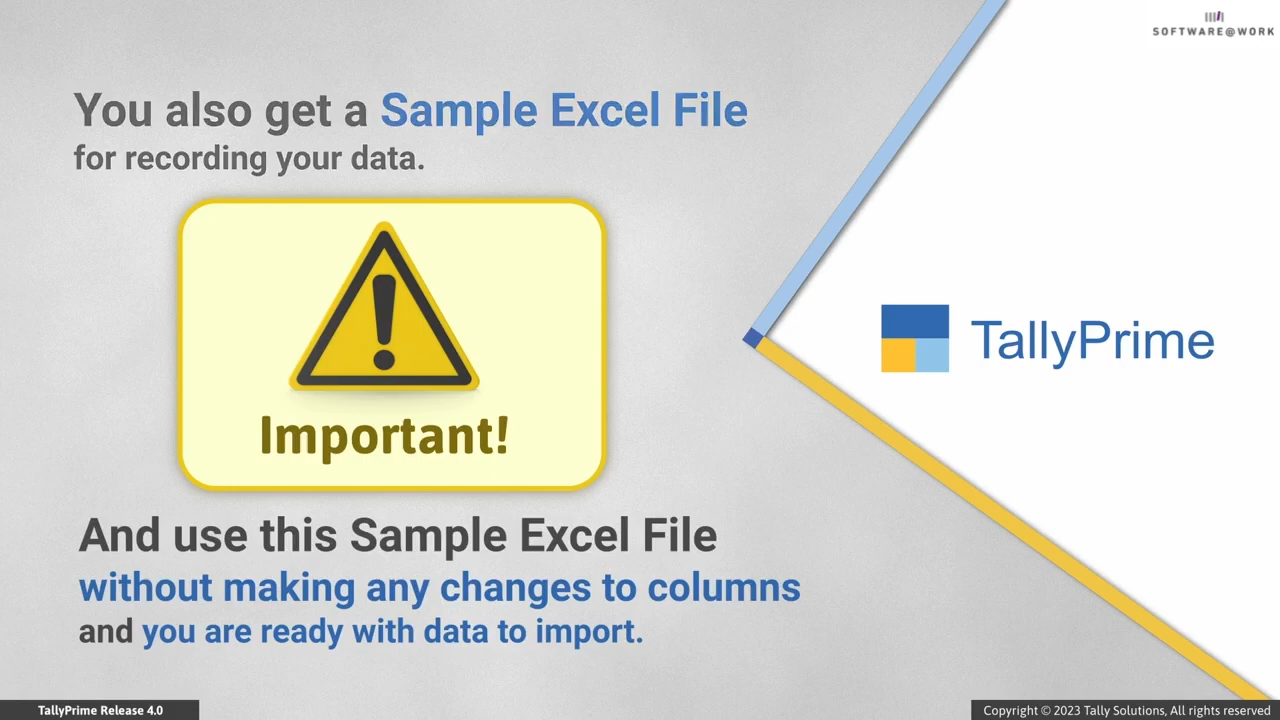 SOFTWARE@WORK
You also get a Sample Excel File
for recording your data.
Important!
TallyPrime
And use this Sample Excel File
without making any changes to columns
and you are ready with data to import.
TallyPrime Release 4.0
Copyright © 2023 Tally Solutions, All rights reserved